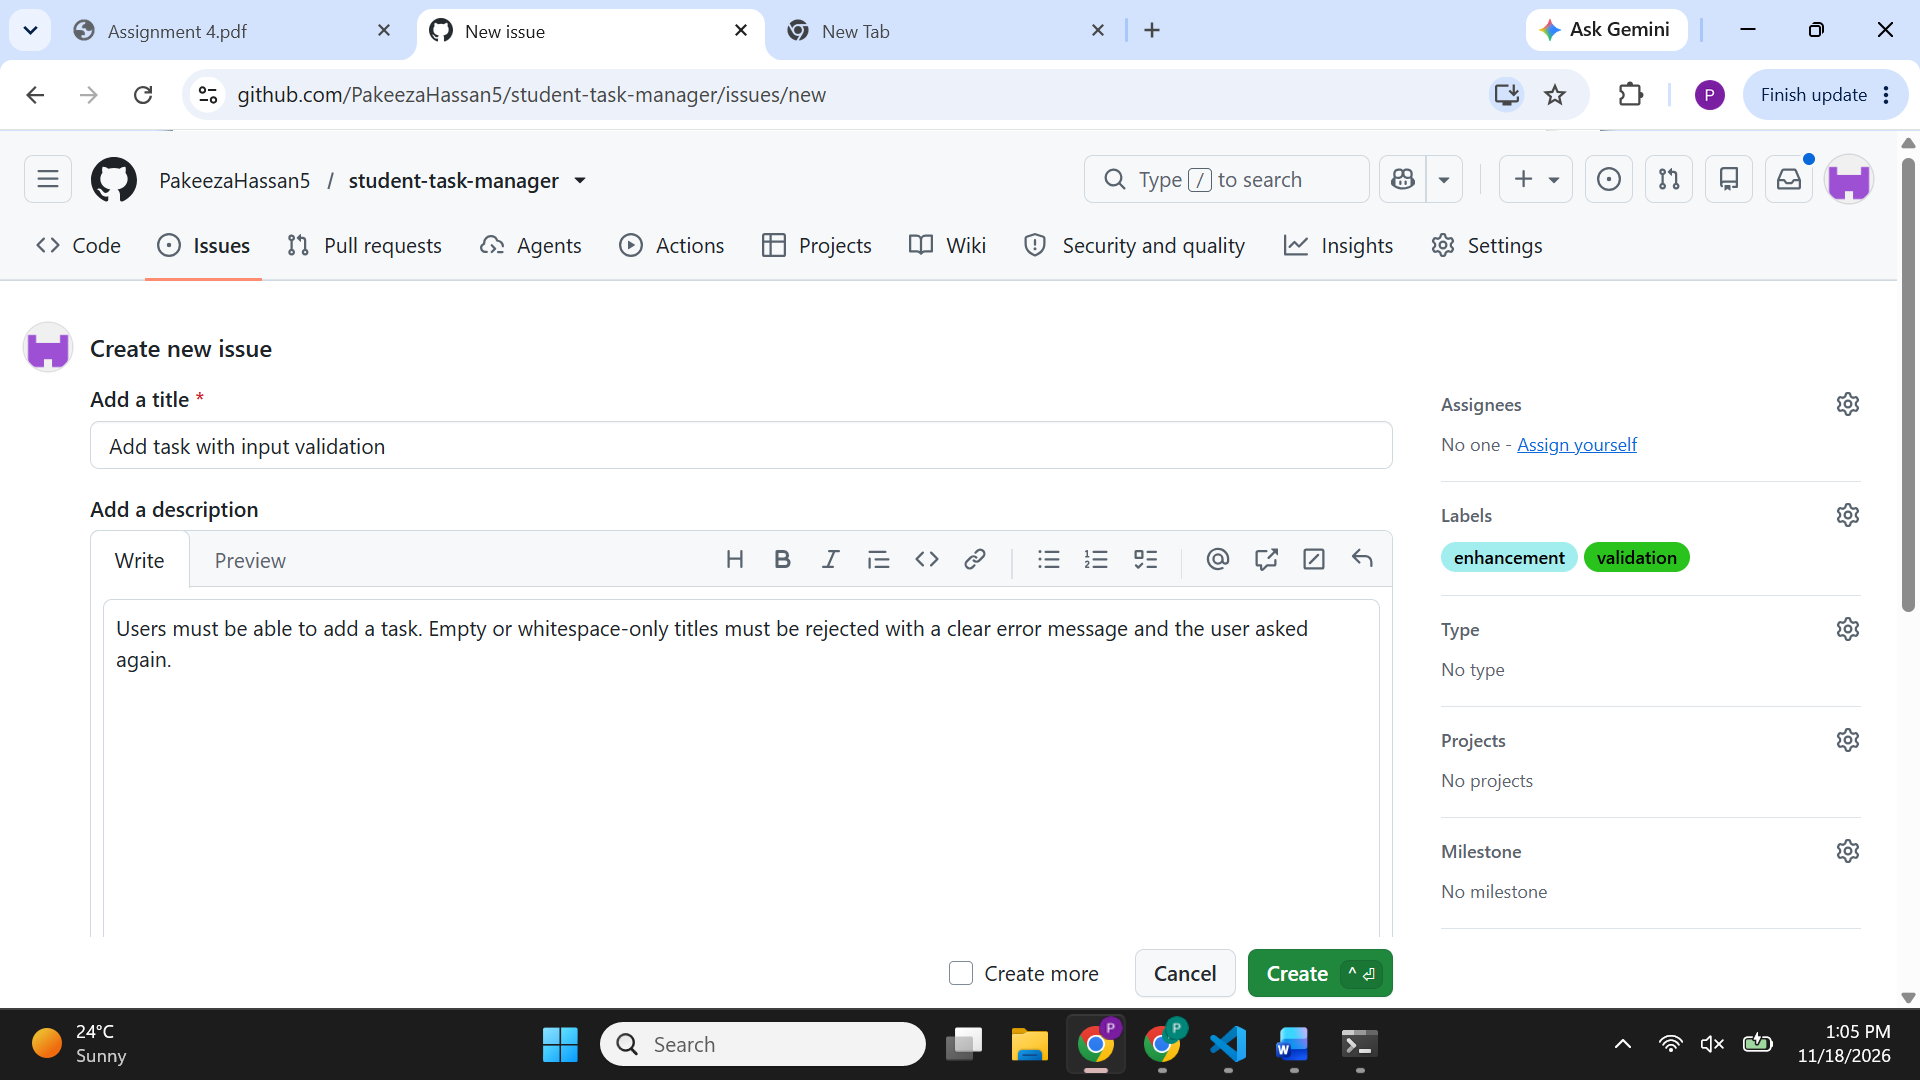 Assignment 4.pdf
New issue
New Tab
Ask Gemini
github.com/PakeezaHassan5/student-task-manager/issues/new
P
Finish update
PakeezaHassan5 / student-task-manager
Type / to search
Code
Issues
Pull requests
Agents
Actions
Projects
Wiki
Security and quality
Insights
Settings
Create new issue
Add a title *
Add task with input validation
Add a description
Write
Preview
Users must be able to add a task. Empty or whitespace-only titles must be rejected with a clear error message and the user asked
again.
Assignees
No one - Assign yourself
Labels
enhancement validation
Type
No type
Projects
No projects
Milestone
No milestone
Create more
Cancel
Create ^ ⏎
24°C
Sunny
Search
P
P
W
1:05 PM
11/18/2026